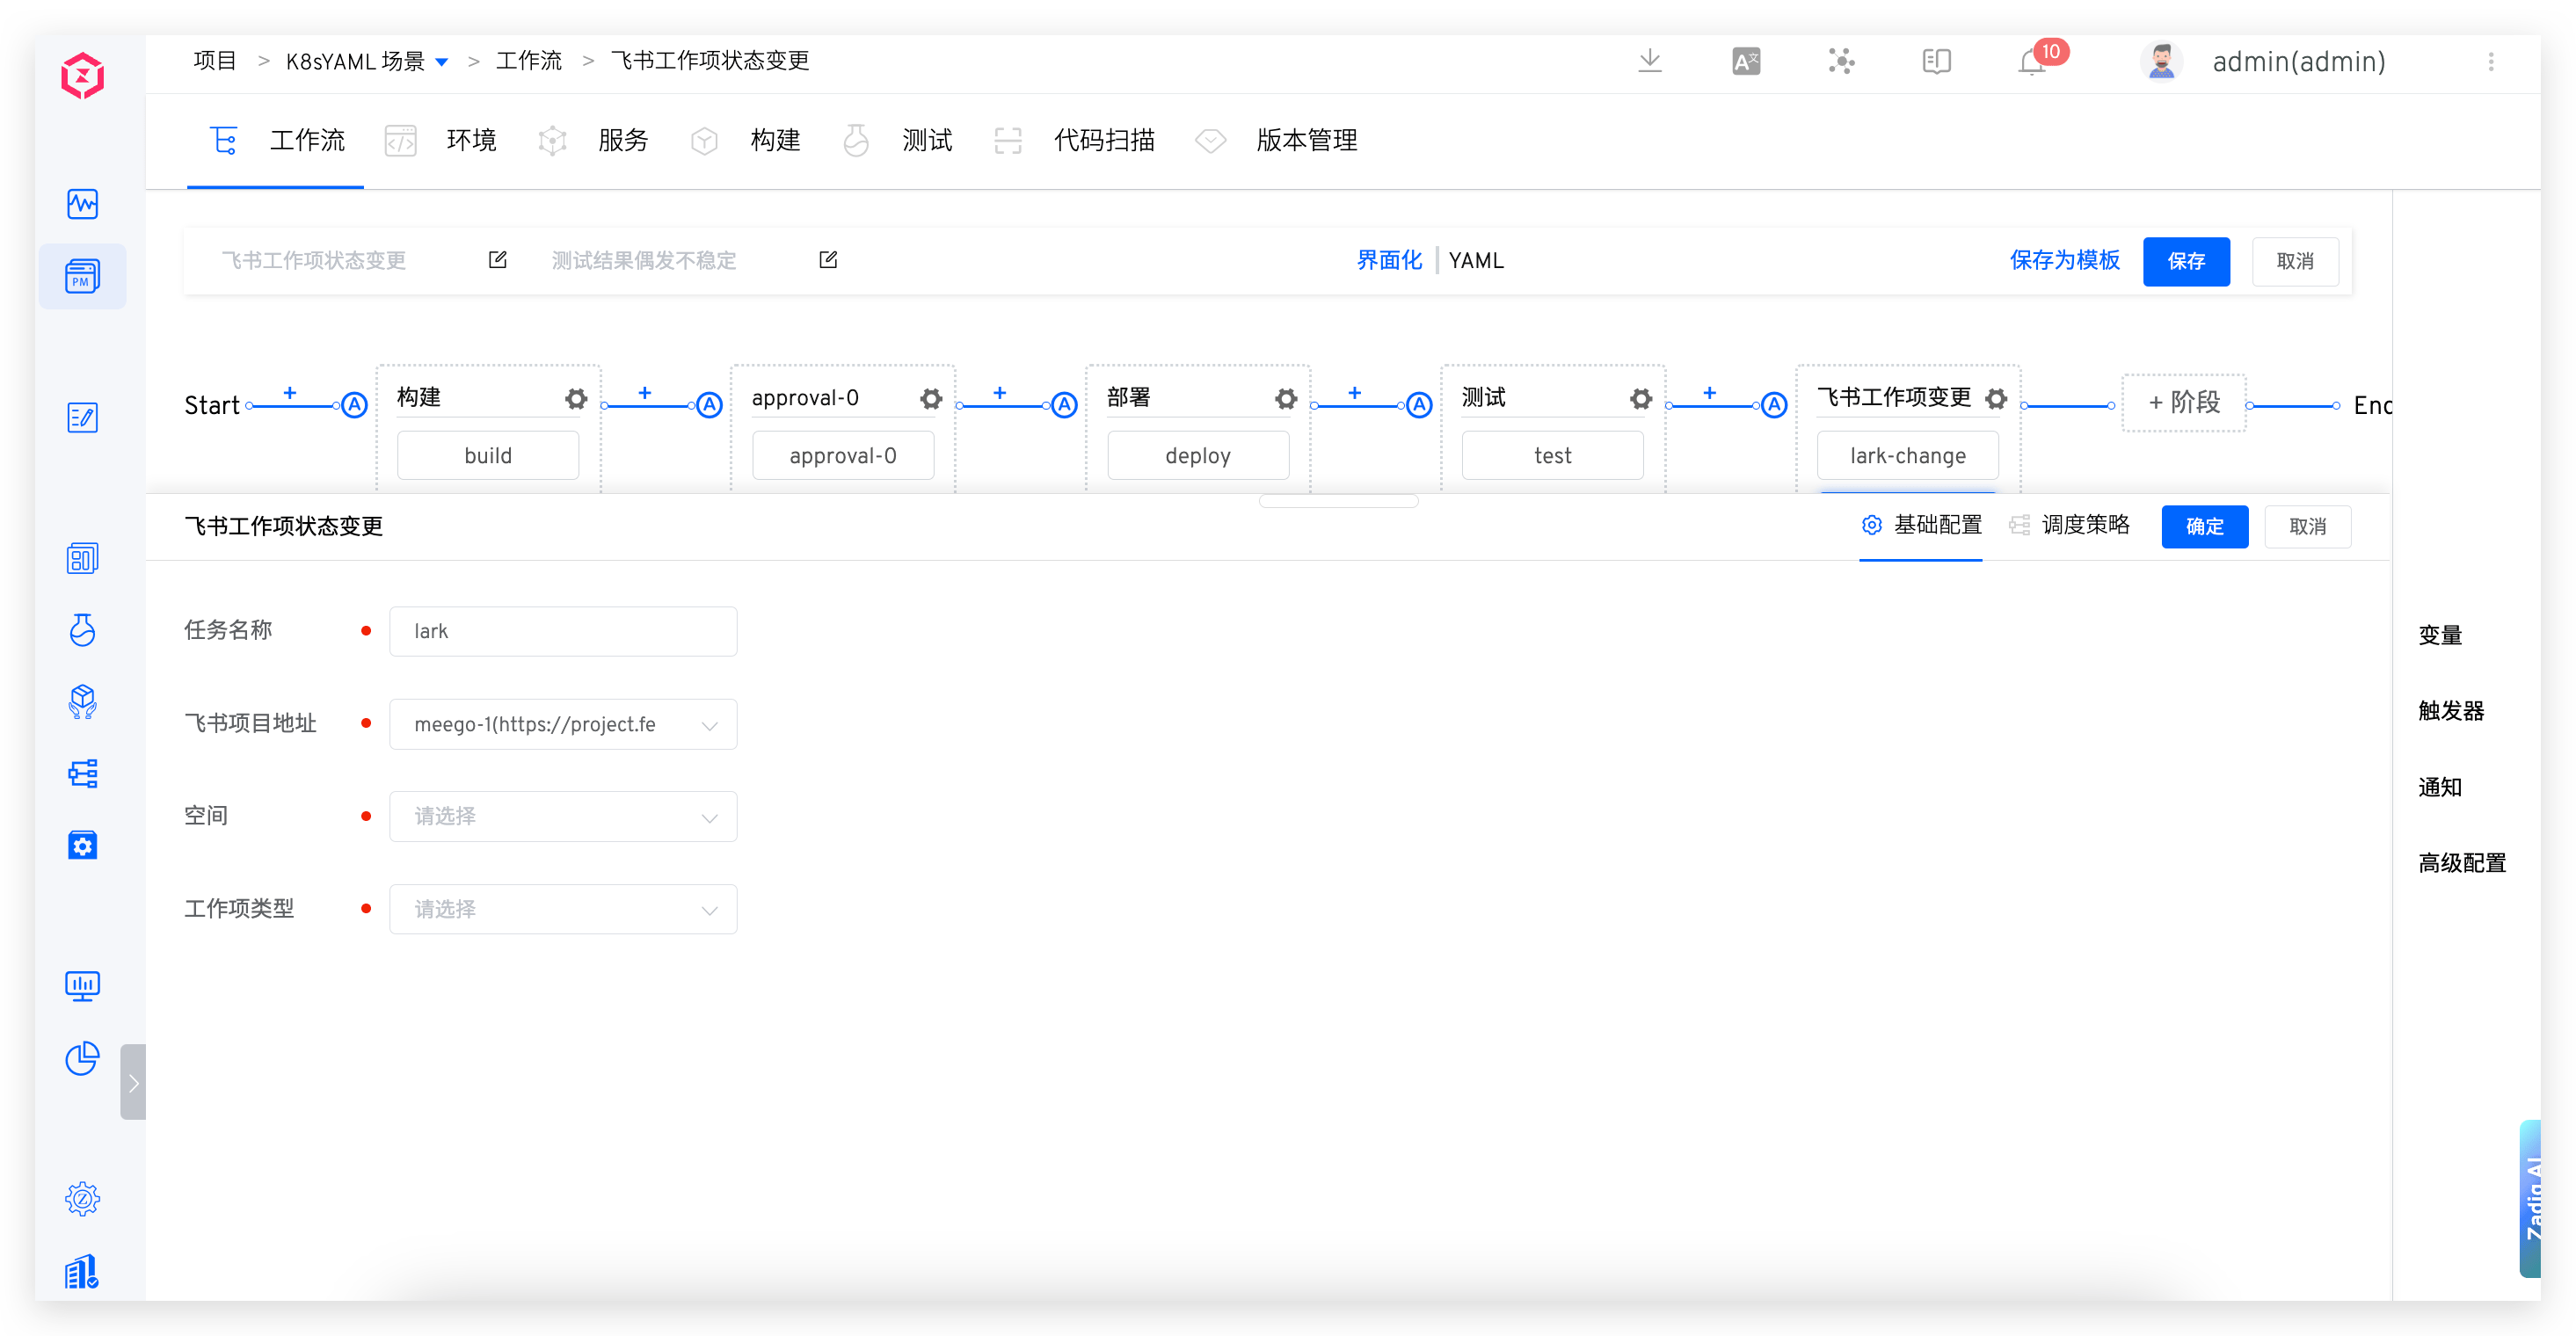 项目 > K8sYAML 场景 > 工作流 > 飞书工作项状态变更
10
admin(admin)
工作流 环境 服务 构建 测试 代码扫描 版本管理
PM
飞书工作项状态变更 测试结果偶发不稳定 界面化 YAML 保存为模板 保存 取消
Start + A 构建 + A approval-0 + A 部署 + A 测试 + A 飞书工作项变更 + 阶段 End
build approval-0 deploy test lark-change
飞书工作项状态变更 基础配置 调度策略 确定 取消
任务名称 lark
飞书项目地址 meego-1(https://project.fe
空间 请选择
工作项类型 请选择
变量
触发器
通知
高级配置
Zadig AI